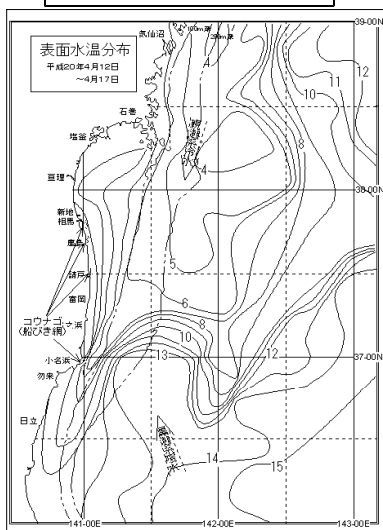 表面水温分布
平成20年4月12日
～4月17日
気仙沼
100m深
200m深
39-00N
石巻
塩釜
亘理
38-00N
新地
相馬
鹿島
請戸
富岡
コウナゴ
(船びき網)
小名浜
勿来
37-00N
日立
4
4
5
6
8
10
13
8
10
11
12
12
14
15
141-00E
142-00E
143-00E